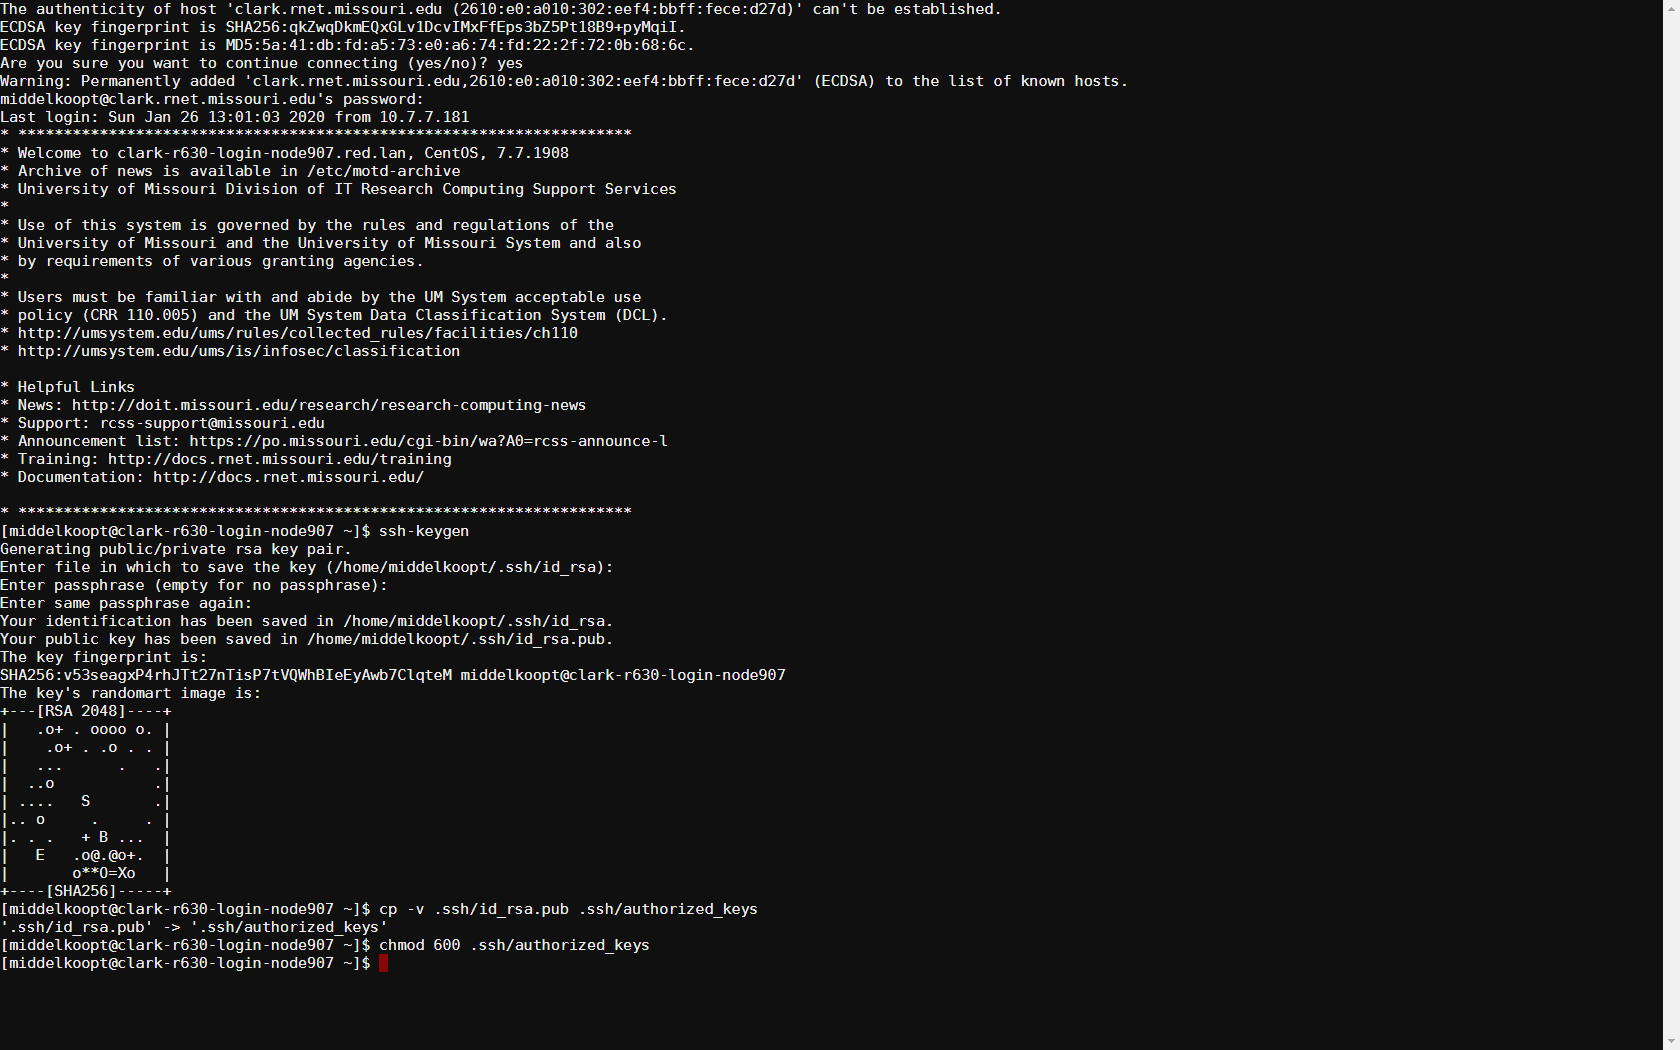 The authenticity of host 'clark.rnet.missouri.edu (2610:e0:a010:302:eef4:bbff:fece:d27d)' can't be established.
ECDSA key fingerprint is SHA256:qkZwqDkmEQxGLv1DcvIMxFfEps3bZ5Pt18B9+pyMqiI.
ECDSA key fingerprint is MD5:5a:41:db:fd:a5:73:e0:a6:74:fd:22:2f:72:0b:68:6c.
Are you sure you want to continue connecting (yes/no)? yes
Warning: Permanently added 'clark.rnet.missouri.edu,2610:e0:a010:302:eef4:bbff:fece:d27d' (ECDSA) to the list of known hosts.
middelkoopt@clark.rnet.missouri.edu's password:
Last login: Sun Jan 26 13:01:03 2020 from 10.7.7.181
* ********************************************************************
* Welcome to clark-r630-login-node907.red.lan, CentOS, 7.7.1908
* Archive of news is available in /etc/motd-archive
* University of Missouri Division of IT Research Computing Support Services
*
* Use of this system is governed by the rules and regulations of the
* University of Missouri and the University of Missouri System and also
* by requirements of various granting agencies.
*
* Users must be familiar with and abide by the UM System acceptable use
* policy (CRR 110.005) and the UM System Data Classification System (DCL).
* http://umsystem.edu/ums/rules/collected_rules/facilities/ch110
* http://umsystem.edu/ums/is/infosec/classification

* Helpful Links
* News: http://doit.missouri.edu/research/research-computing-news
* Support: rcss-support@missouri.edu
* Announcement list: https://po.missouri.edu/cgi-bin/wa?A0=rcss-announce-l
* Training: http://docs.rnet.missouri.edu/training
* Documentation: http://docs.rnet.missouri.edu/

* ********************************************************************
[middelkoopt@clark-r630-login-node907 ~]$ ssh-keygen
Generating public/private rsa key pair.
Enter file in which to save the key (/home/middelkoopt/.ssh/id_rsa):
Enter passphrase (empty for no passphrase):
Enter same passphrase again:
Your identification has been saved in /home/middelkoopt/.ssh/id_rsa.
Your public key has been saved in /home/middelkoopt/.ssh/id_rsa.pub.
The key fingerprint is:
SHA256:v53seagxP4rhJTt27nTisP7tVQWhBIeEyAwb7ClqteM middelkoopt@clark-r630-login-node907
The key's randomart image is:
+---[RSA 2048]----+
|   .o+ . oooo o. |
|    .o+ . .o . . |
|   ...      .   .|
|  ..o           .|
| ....   S       .|
|.. o     .     . |
|. . .   + B ...  |
|   E   .o@.@o+.  |
|       o**O=Xo   |
+----[SHA256]-----+
[middelkoopt@clark-r630-login-node907 ~]$ cp -v .ssh/id_rsa.pub .ssh/authorized_keys
'.ssh/id_rsa.pub' -> '.ssh/authorized_keys'
[middelkoopt@clark-r630-login-node907 ~]$ chmod 600 .ssh/authorized_keys
[middelkoopt@clark-r630-login-node907 ~]$